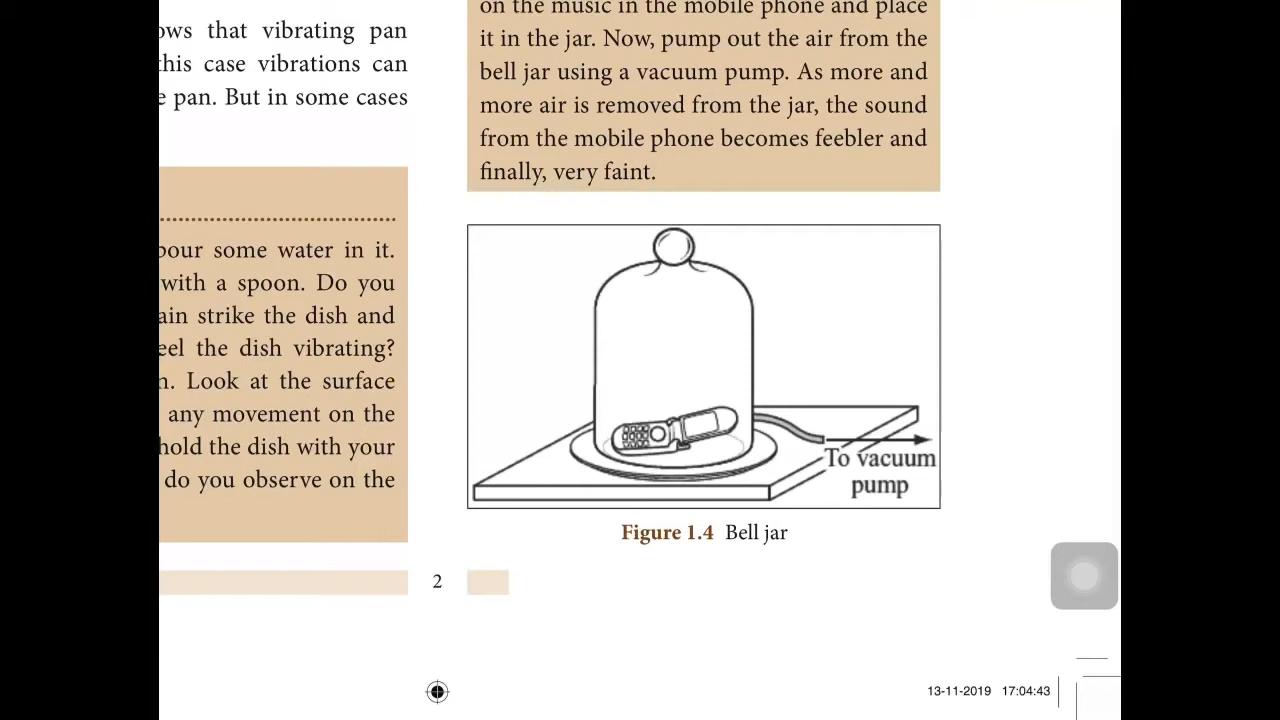 ows that vibrating pan
this case vibrations can
e pan. But in some cases
pour some water in it.
with a spoon. Do you
ain strike the dish and
eel the dish vibrating?
n. Look at the surface
any movement on the
hold the dish with your
do you observe on the
on the music in the mobile phone and place
it in the jar. Now, pump out the air from the
bell jar using a vacuum pump. As more and
more air is removed from the jar, the sound
from the mobile phone becomes feebler and
finally, very faint.
To vacuum
pump
Figure 1.4 Bell jar
2
13-11-2019 17:04:43